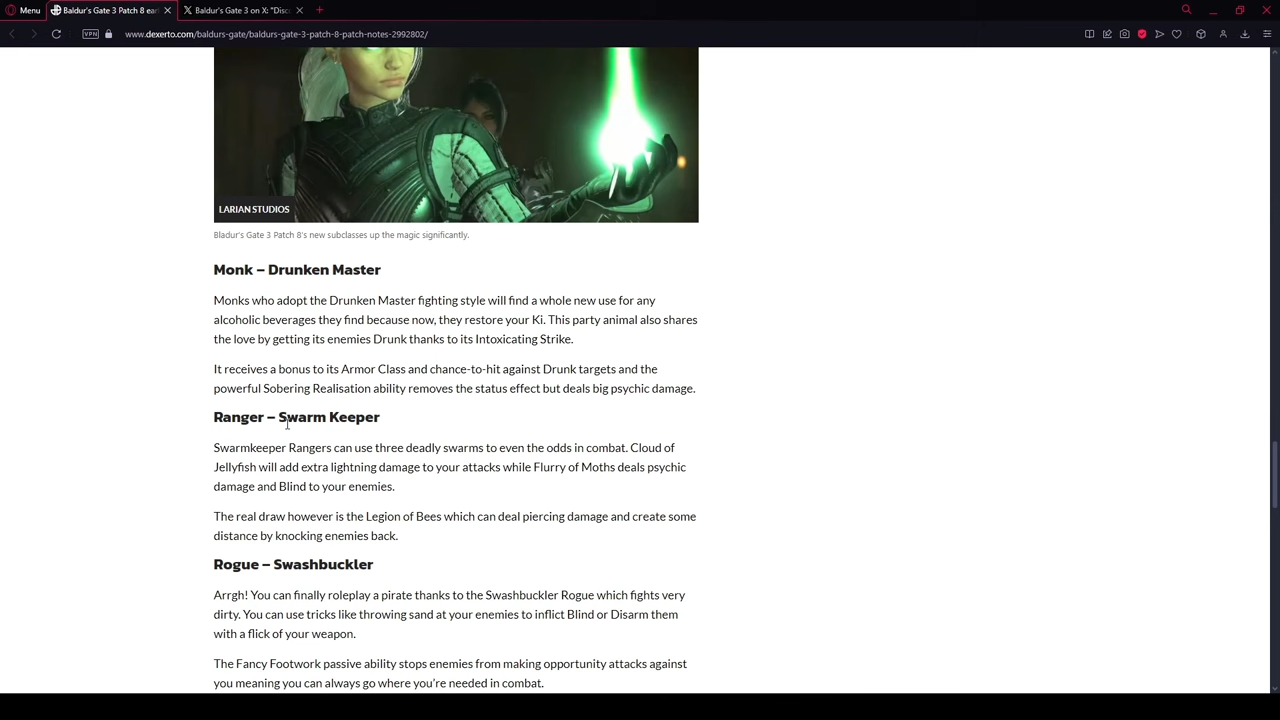 Menu
Baldur's Gate 3 Patch 8 earl
Baldur's Gate 3 on X: "Disc
VPN
www.dexerto.com/baldurs-gate/baldurs-gate-3-patch-8-patch-notes-2992802/
LARIAN STUDIOS
Bladur's Gate 3 Patch 8's new subclasses up the magic significantly.
Monk – Drunken Master
Monks who adopt the Drunken Master fighting style will find a whole new use for any
alcoholic beverages they find because now, they restore your Ki. This party animal also shares
the love by getting its enemies Drunk thanks to its Intoxicating Strike.
It receives a bonus to its Armor Class and chance-to-hit against Drunk targets and the
powerful Sobering Realisation ability removes the status effect but deals big psychic damage.
Ranger – Swarm Keeper
Swarmkeeper Rangers can use three deadly swarms to even the odds in combat. Cloud of
Jellyfish will add extra lightning damage to your attacks while Flurry of Moths deals psychic
damage and Blind to your enemies.
The real draw however is the Legion of Bees which can deal piercing damage and create some
distance by knocking enemies back.
Rogue – Swashbuckler
Arrgh! You can finally roleplay a pirate thanks to the Swashbuckler Rogue which fights very
dirty. You can use tricks like throwing sand at your enemies to inflict Blind or Disarm them
with a flick of your weapon.
The Fancy Footwork passive ability stops enemies from making opportunity attacks against
you meaning you can always go where you're needed in combat.